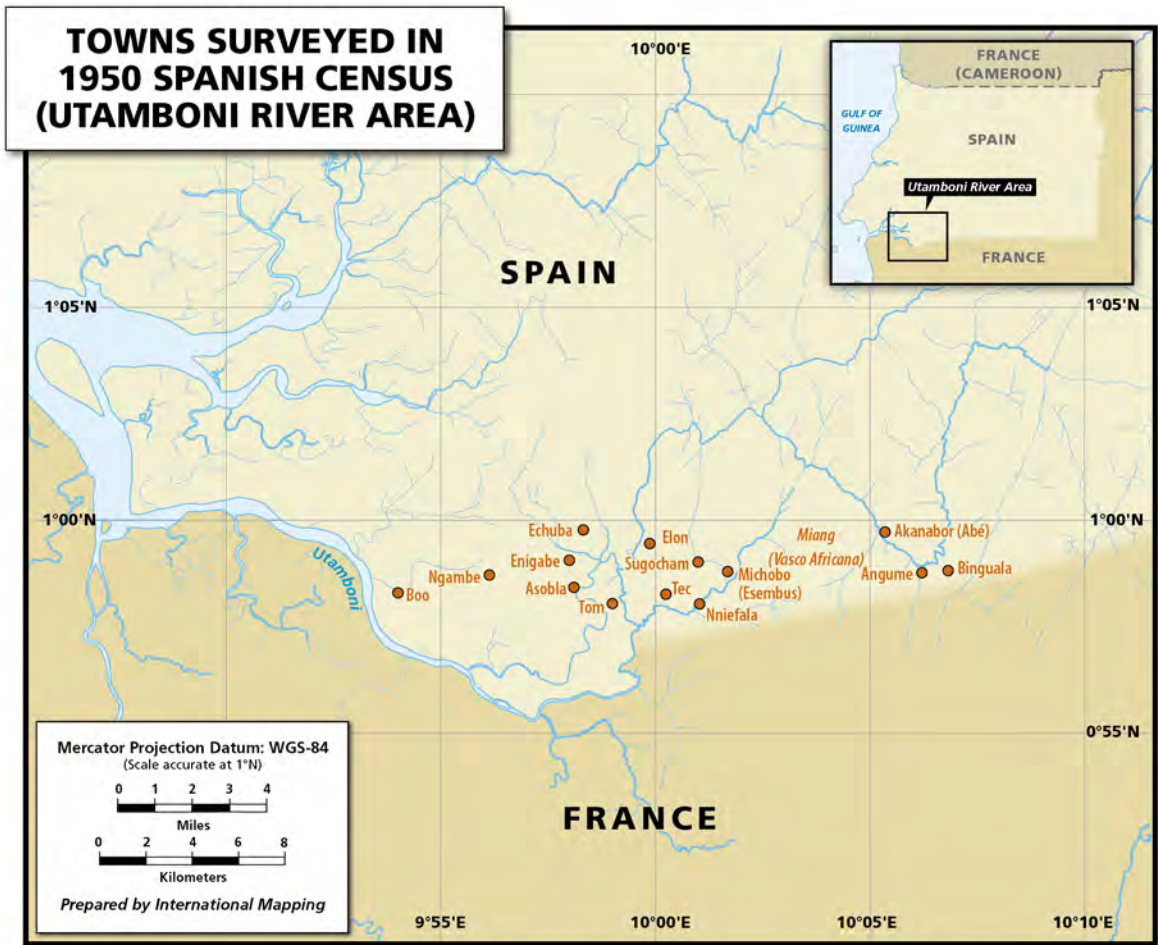 TOWNS SURVEYED IN
1950 SPANISH CENSUS
(UTAMBONI RIVER AREA)
10°00'E
FRANCE
(CAMEROON)
GULF OF
GUINEA
SPAIN
Utamboni River Area
FRANCE
SPAIN
1°05'N
1°05'N
1°00'N
1°00'N
Echuba
Elon
Miang
(Vasco Africana)
Akanabor (Abé)
Enigabe
Sugocham
Utamboni
Ngambe
Michobo
(Esembus)
Angume
Binguala
Boo
Asobla
Tec
Tom
Nniefala
0°55'N
Mercator Projection Datum: WGS-84
(Scale accurate at 1°N)
0 1 2 3 4
Miles
0 2 4 6 8
Kilometers
Prepared by International Mapping
FRANCE
9°55'E
10°00'E
10°05'E
10°10'E